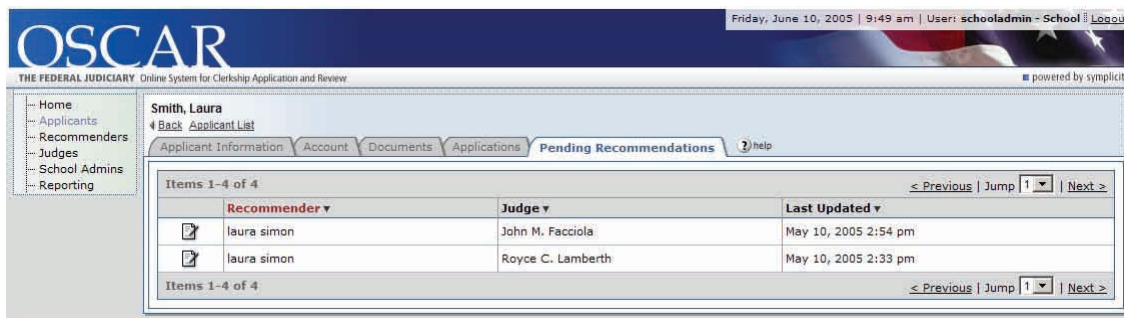 Friday, June 10, 2005 | 9:49 am | User: schooladmin - School Logou
OSCAR
THE FEDERAL JUDICIARY Online System for Clerkship Application and Review
powered by symplicit
Home
Applicants
Recommenders
Judges
School Admins
Reporting
Smith, Laura
Back Applicant List
Applicant Information Account Documents Applications Pending Recommendations ? help
Items 1-4 of 4 < Previous | Jump 1 | Next >
Recommender Judge Last Updated
laura simon John M. Facciola May 10, 2005 2:54 pm
laura simon Royce C. Lamberth May 10, 2005 2:33 pm
Items 1-4 of 4 < Previous | Jump 1 | Next >